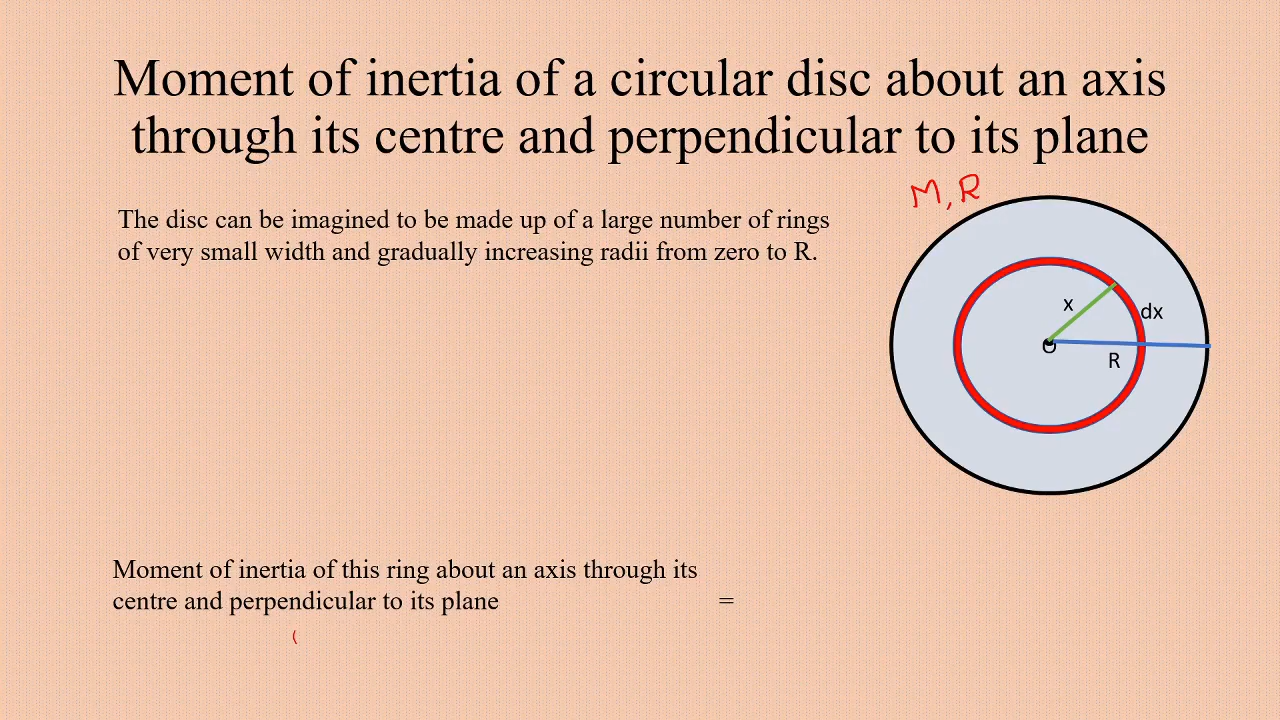 Moment of inertia of a circular disc about an axis
through its centre and perpendicular to its plane
M, R
The disc can be imagined to be made up of a large number of rings
of very small width and gradually increasing radii from zero to R.
x
dx
O
R
Moment of inertia of this ring about an axis through its
centre and perpendicular to its plane =
(